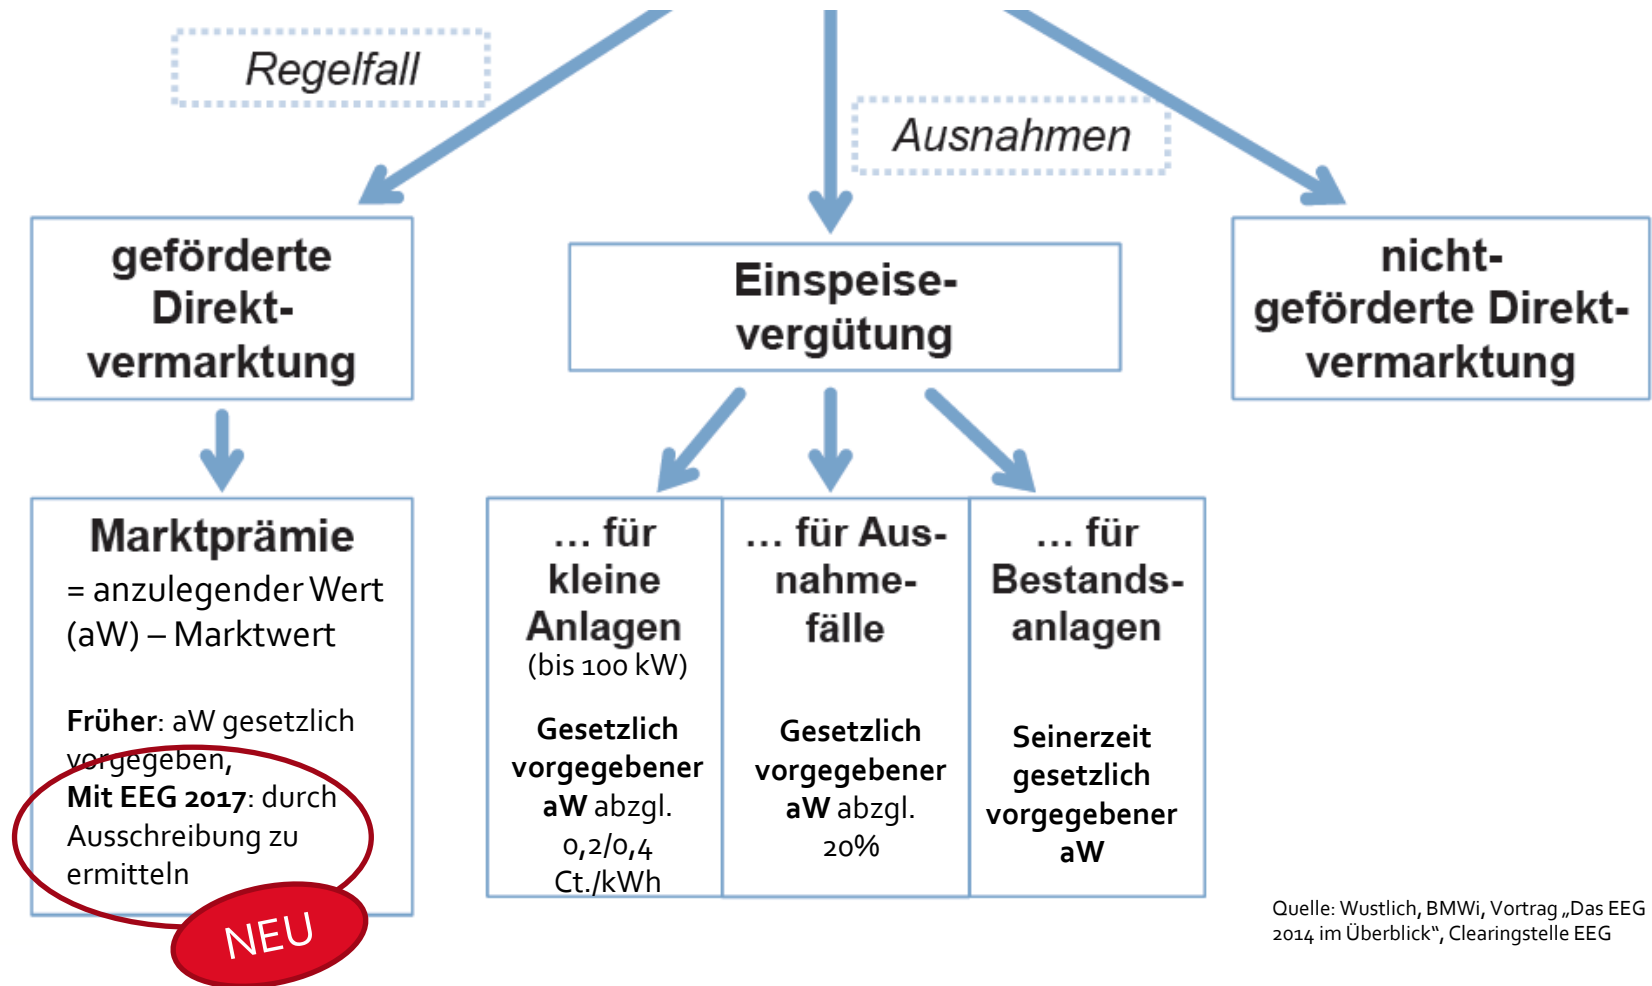 Regelfall
Ausnahmen
geförderte
Direkt-
vermarktung
Einspeise-
vergütung
nicht-
geförderte Direkt-
vermarktung
Marktprämie
= anzulegender Wert
(aW) – Marktwert
Früher: aW gesetzlich
vorgegeben,
Mit EEG 2017: durch
Ausschreibung zu
ermitteln
NEU
... für
kleine
Anlagen
(bis 100 kW)
Gesetzlich
vorgegebener
aW abzgl.
0,2/0,4
Ct./kWh
... für Aus-
nahme-
fälle
Gesetzlich
vorgegebener
aW abzgl.
20%
... für
Bestands-
anlagen
Seinerzeit
gesetzlich
vorgegebener
aW
Quelle: Wustlich, BMWi, Vortrag „Das EEG
2014 im Überblick“, Clearingstelle EEG